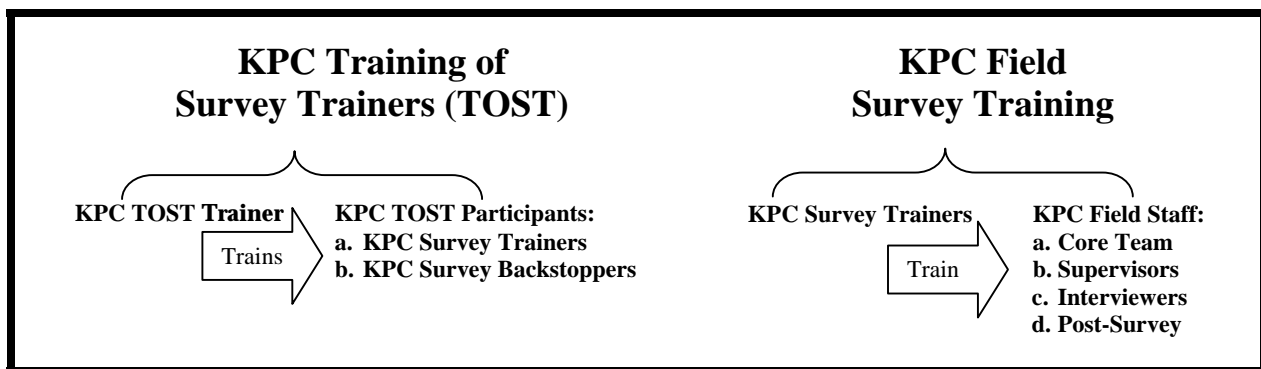 KPC Training of
Survey Trainers (TOST)
KPC TOST Trainer
Trains
KPC TOST Participants:
a. KPC Survey Trainers
b. KPC Survey Backstoppers
KPC Field
Survey Training
KPC Survey Trainers
Train
KPC Field Staff:
a. Core Team
b. Supervisors
c. Interviewers
d. Post-Survey